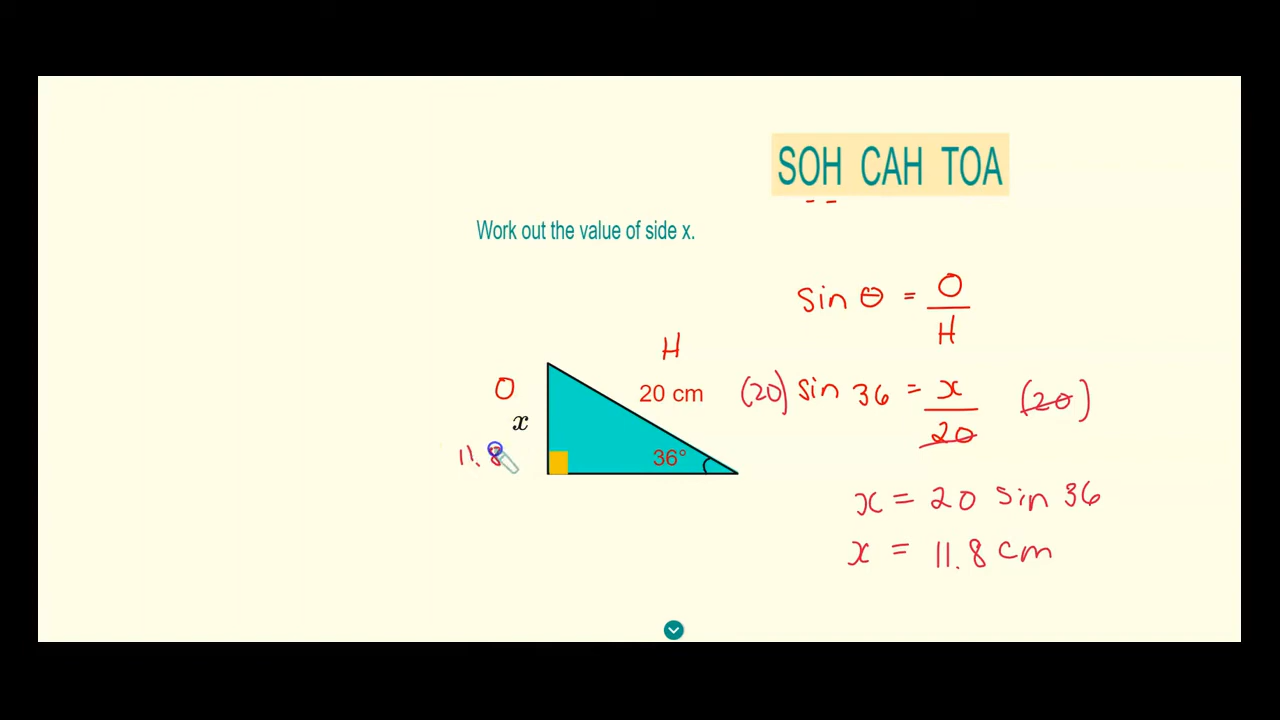 SOH CAH TOA
Work out the value of side x.
sin θ = O
H
H
O
20 cm
(20) sin 36 = x (20)
20
x
11.8
36°
x = 20 sin 36
x = 11.8 cm